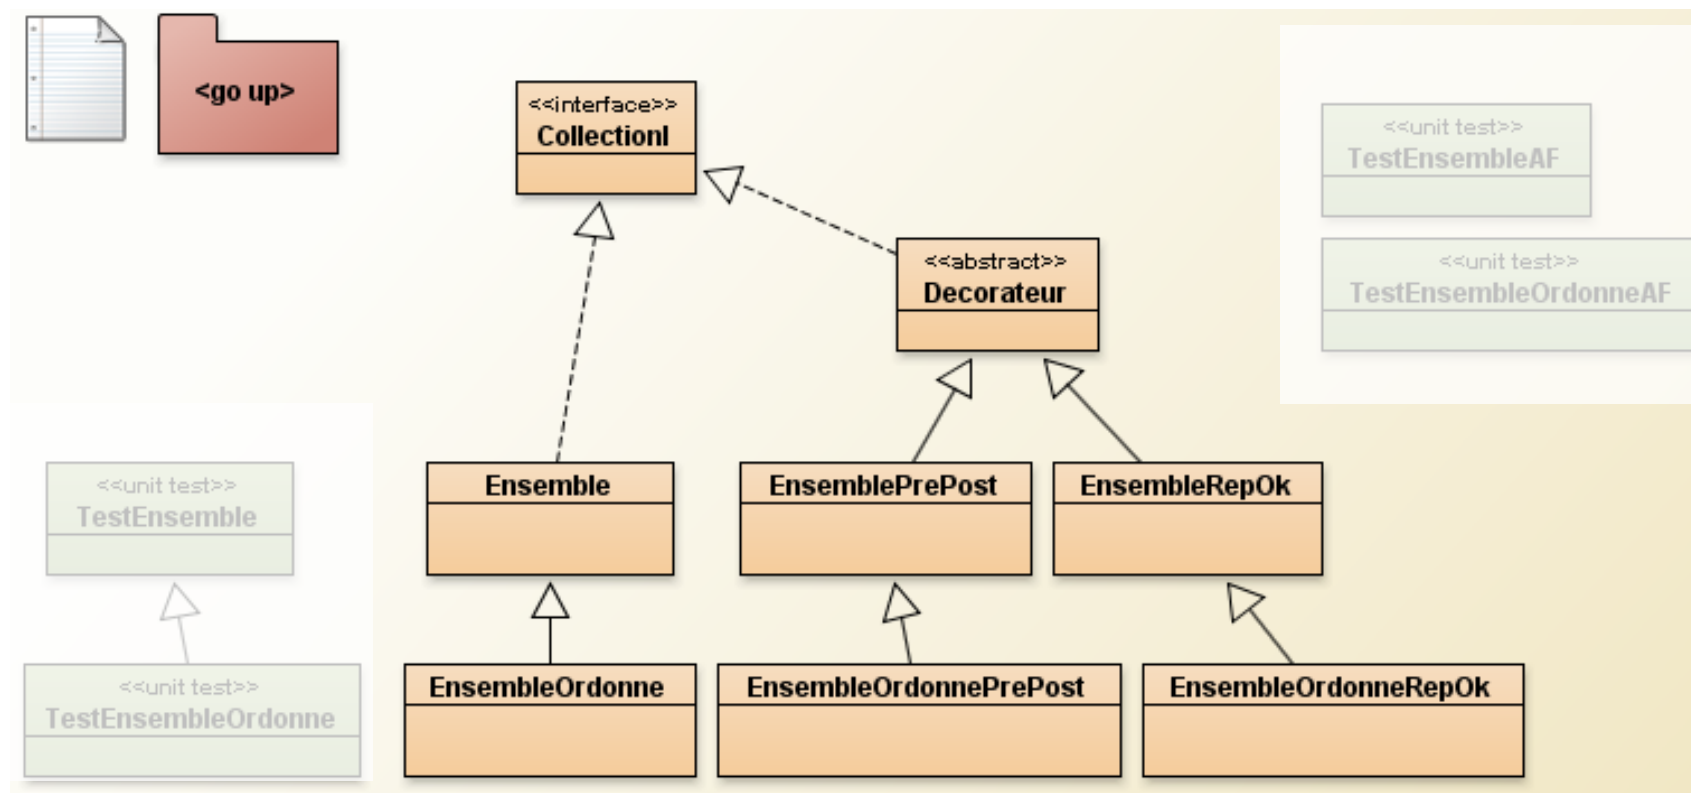 <go up>
<<interface>>
CollectionI
<<unit test>>
TestEnsembleAF
<<abstract>>
Decorateur
<<unit test>>
TestEnsembleOrdonneAF
<<unit test>>
TestEnsemble
Ensemble
EnsemblePrePost
EnsembleRepOk
<<unit test>>
TestEnsembleOrdonne
EnsembleOrdonne
EnsembleOrdonnePrePost
EnsembleOrdonneRepOk